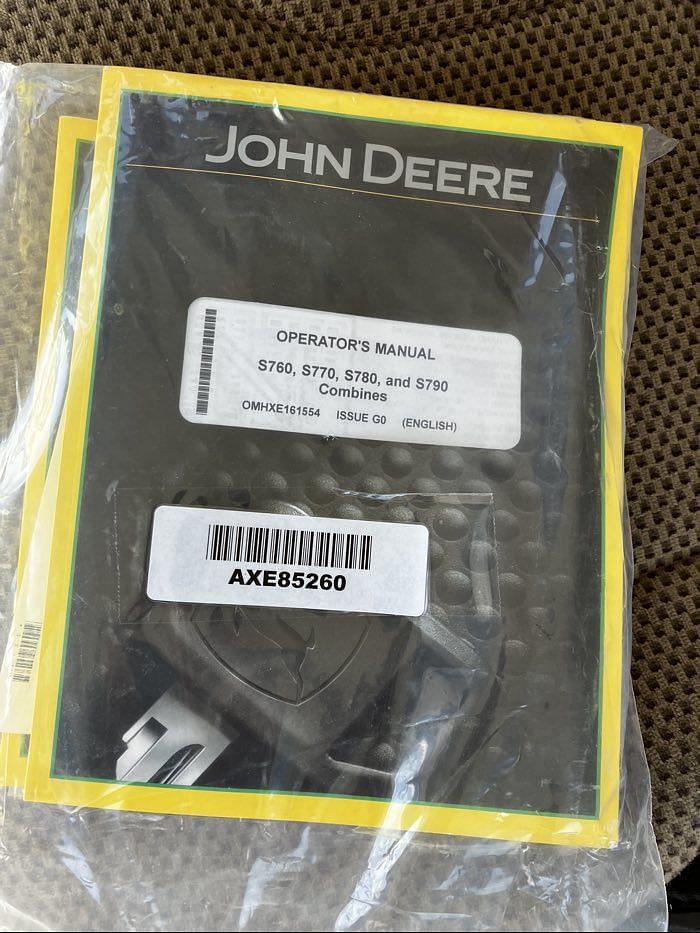 JOHN DEERE
OPERATOR'S MANUAL
S760, S770, S780, and S790
Combines
OMHXE161554 ISSUE G0 (ENGLISH)
AXE85260